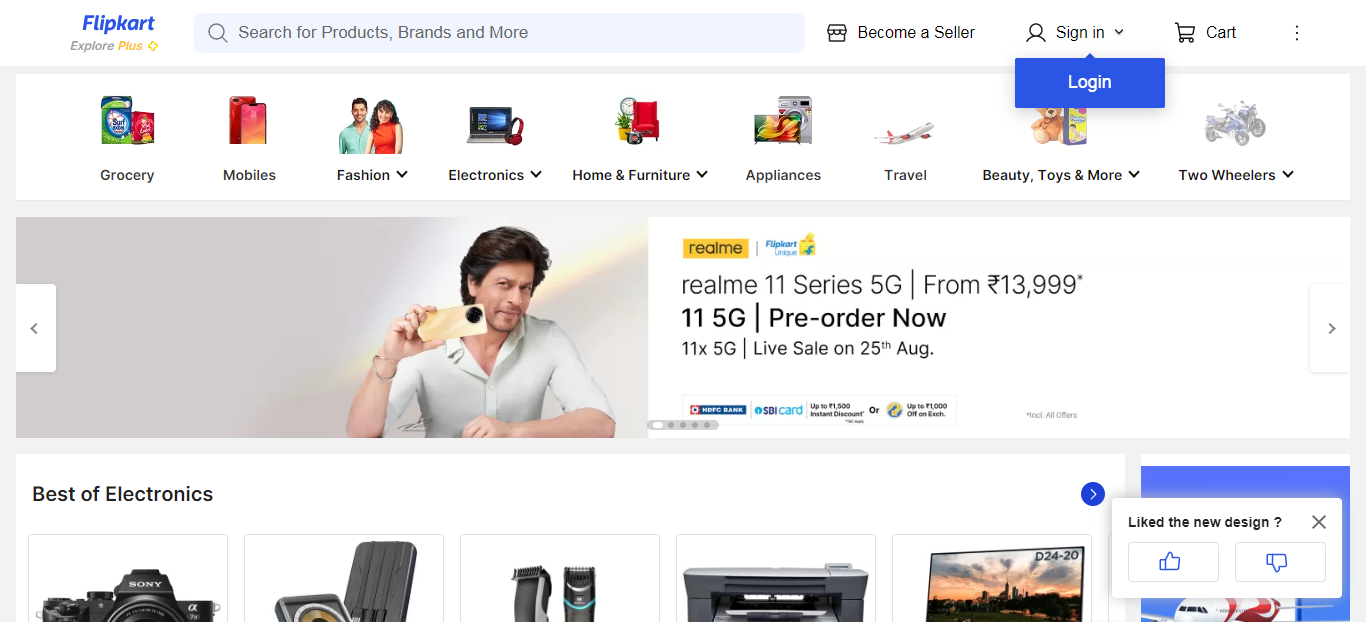 Flipkart
Explore Plus
Search for Products, Brands and More
Become a Seller
Sign in
Cart
Login
Surf excel
Grocery
Mobiles
Fashion
Electronics
Home & Furniture
Appliances
Travel
Beauty, Toys & More
Two Wheelers
realme | Flipkart Unique
realme 11 Series 5G | From ₹13,999*
11 5G | Pre-order Now
11x 5G | Live Sale on 25th Aug.
HDFC BANK
SBI card
Up to ₹1,500
Instant Discount*
*T&C Apply
Or
Up to ₹1,000
Off on Exch.
*Incl. All Offers
Best of Electronics
Liked the new design ?
SONY
α
D24-20